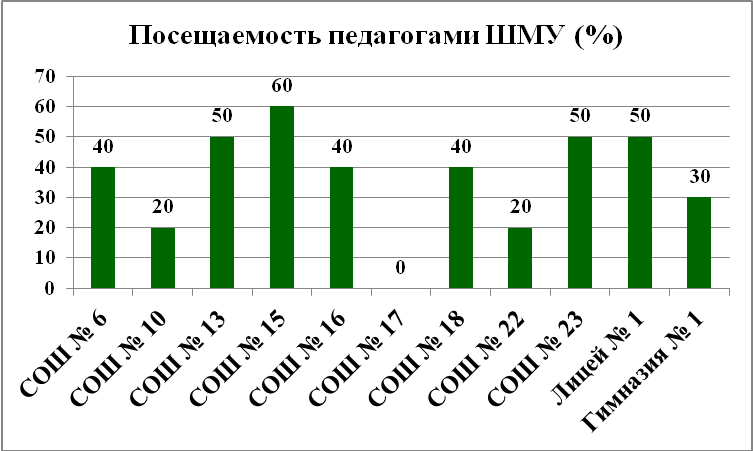 Посещаемость педагогами ШМУ (%)
70
60
50
40
30
20
10
0
40
20
50
60
40
0
40
20
50
50
30
СОШ № 6
СОШ № 10
СОШ № 13
СОШ № 15
СОШ № 16
СОШ № 17
СОШ № 18
СОШ № 22
СОШ № 23
Лицей № 1
Гимназия № 1